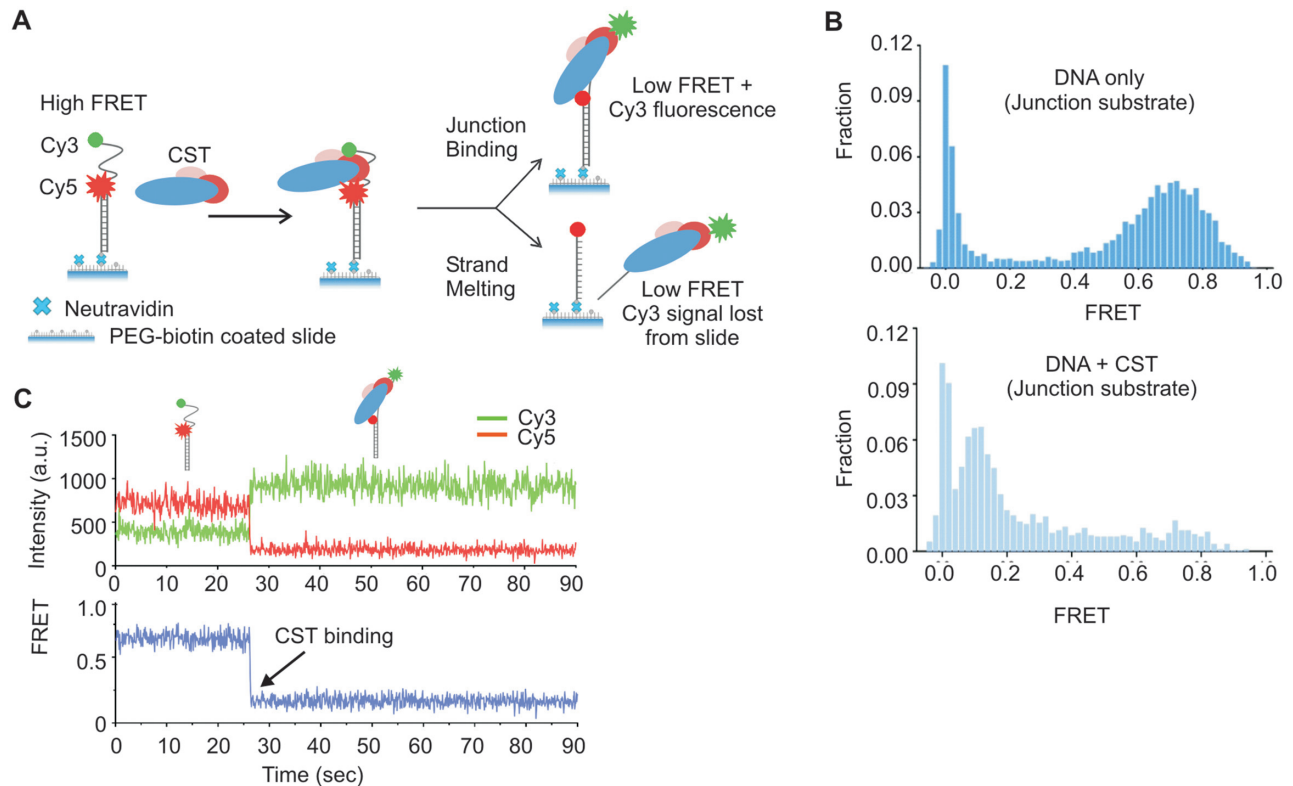 A
High FRET
Cy3
CST
Cy5
Junction
Binding
Low FRET +
Cy3 fluorescence
Strand
Melting
Low FRET
Cy3 signal lost
from slide
Neutravidin
PEG-biotin coated slide
B
0.12
0.09
0.06
0.03
0.00
Fraction
DNA only
(Junction substrate)
0.0 0.2 0.4 0.6 0.8 1.0
FRET
0.12
0.09
0.06
0.03
0.00
Fraction
DNA + CST
(Junction substrate)
0.0 0.2 0.4 0.6 0.8 1.0
FRET
C
Cy3
Cy5
1500
1000
500
0
Intensity (a.u.)
0 10 20 30 40 50 60 70 80 90
1.0
0.5
0
FRET
CST binding
0 10 20 30 40 50 60 70 80 90
Time (sec)